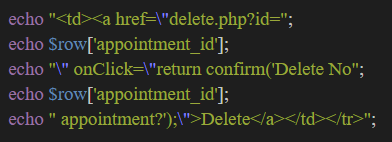 echo "<td><a href=\"delete.php?id=";
echo $row['appointment_id'];
echo "\" onClick=\"return confirm('Delete No";
echo $row['appointment_id'];
echo " appointment?');\">Delete</a></td></tr>";